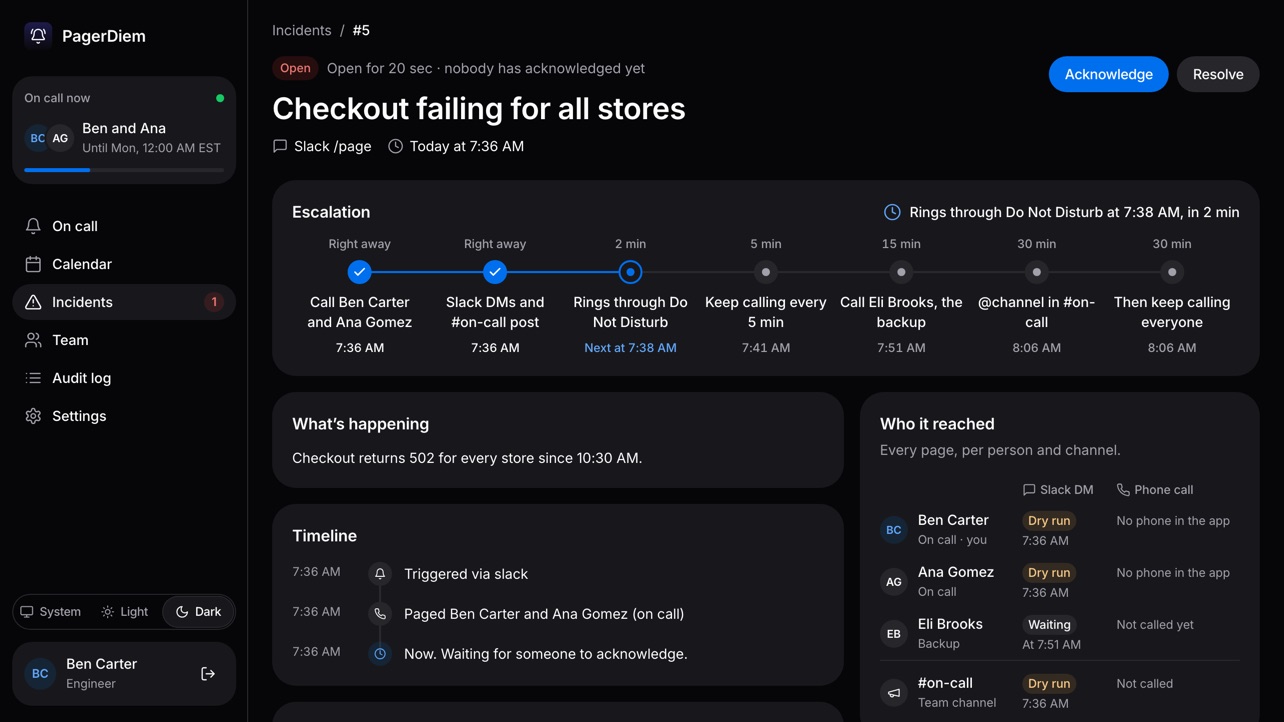 PagerDiem
On call now
BC AG Ben and Ana
Until Mon, 12:00 AM EST
On call
Calendar
Incidents 1
Team
Audit log
Settings
System Light Dark
BC Ben Carter
Engineer
Incidents / #5
Open Open for 20 sec · nobody has acknowledged yet
Acknowledge Resolve
Checkout failing for all stores
Slack /page Today at 7:36 AM
Escalation
Rings through Do Not Disturb at 7:38 AM, in 2 min
Right away
Call Ben Carter
and Ana Gomez
7:36 AM
Right away
Slack DMs and
#on-call post
7:36 AM
2 min
Rings through Do
Not Disturb
Next at 7:38 AM
5 min
Keep calling every
5 min
7:41 AM
15 min
Call Eli Brooks, the
backup
7:51 AM
30 min
@channel in #on-
call
8:06 AM
30 min
Then keep calling
everyone
8:06 AM
What’s happening
Checkout returns 502 for every store since 10:30 AM.
Timeline
7:36 AM Triggered via slack
7:36 AM Paged Ben Carter and Ana Gomez (on call)
7:36 AM Now. Waiting for someone to acknowledge.
Who it reached
Every page, per person and channel.
Slack DM Phone call
BC Ben Carter Dry run No phone in the app
On call · you 7:36 AM
AG Ana Gomez Dry run No phone in the app
On call 7:36 AM
EB Eli Brooks Waiting Not called yet
Backup At 7:51 AM
#on-call Dry run Not called
Team channel 7:36 AM